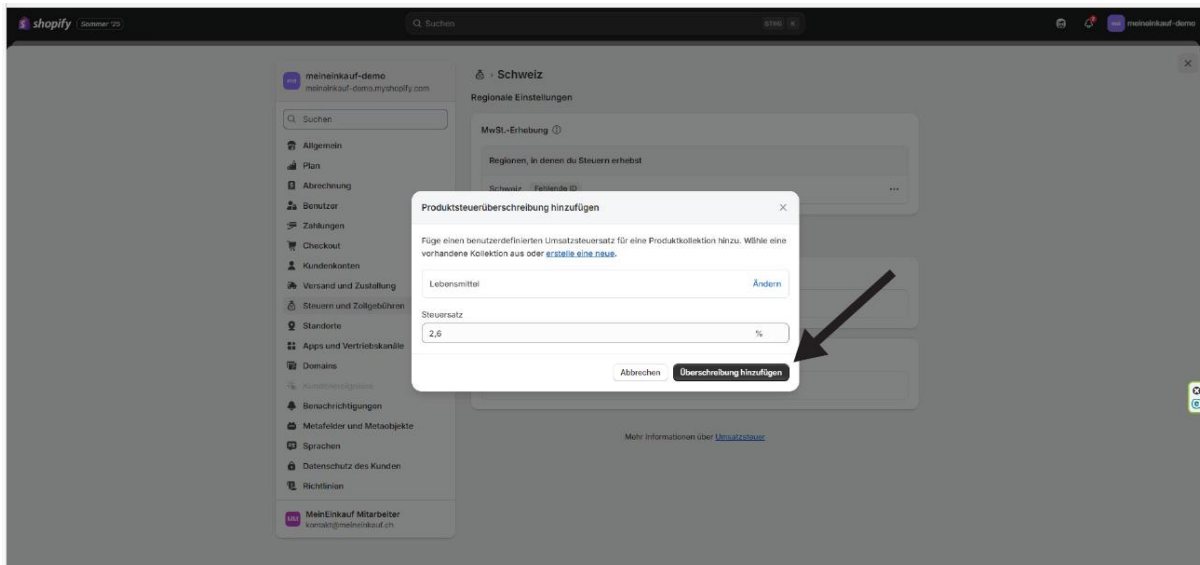 shopify Sommer '25
Suchen
STRG K
meineinkauf-demo
meineinkauf-demo
meineinkauf-demo.myshopify.com
Suchen
Allgemein
Plan
Abrechnung
Benutzer
Zahlungen
Checkout
Kundenkonten
Versand und Zustellung
Steuern und Zollgebühren
Standorte
Apps und Vertriebskanäle
Domains
Kundenereignisse
Benachrichtigungen
Metafelder und Metaobjekte
Sprachen
Datenschutz des Kunden
Richtlinien
MM
MeinEinkauf Mitarbeiter
kontakt@meineinkauf.ch
› Schweiz
Regionale Einstellungen
MwSt.-Erhebung
Regionen, in denen du Steuern erhebst
Schweiz Fehlende ID
Produktsteuerüberschreibung hinzufügen
Füge einen benutzerdefinierten Umsatzsteuersatz für eine Produktkollektion hinzu. Wähle eine
vorhandene Kollektion aus oder erstelle eine neue.
Lebensmittel
Ändern
Steuersatz
2,6 %
Abbrechen
Überschreibung hinzufügen
Mehr Informationen über Umsatzsteuer